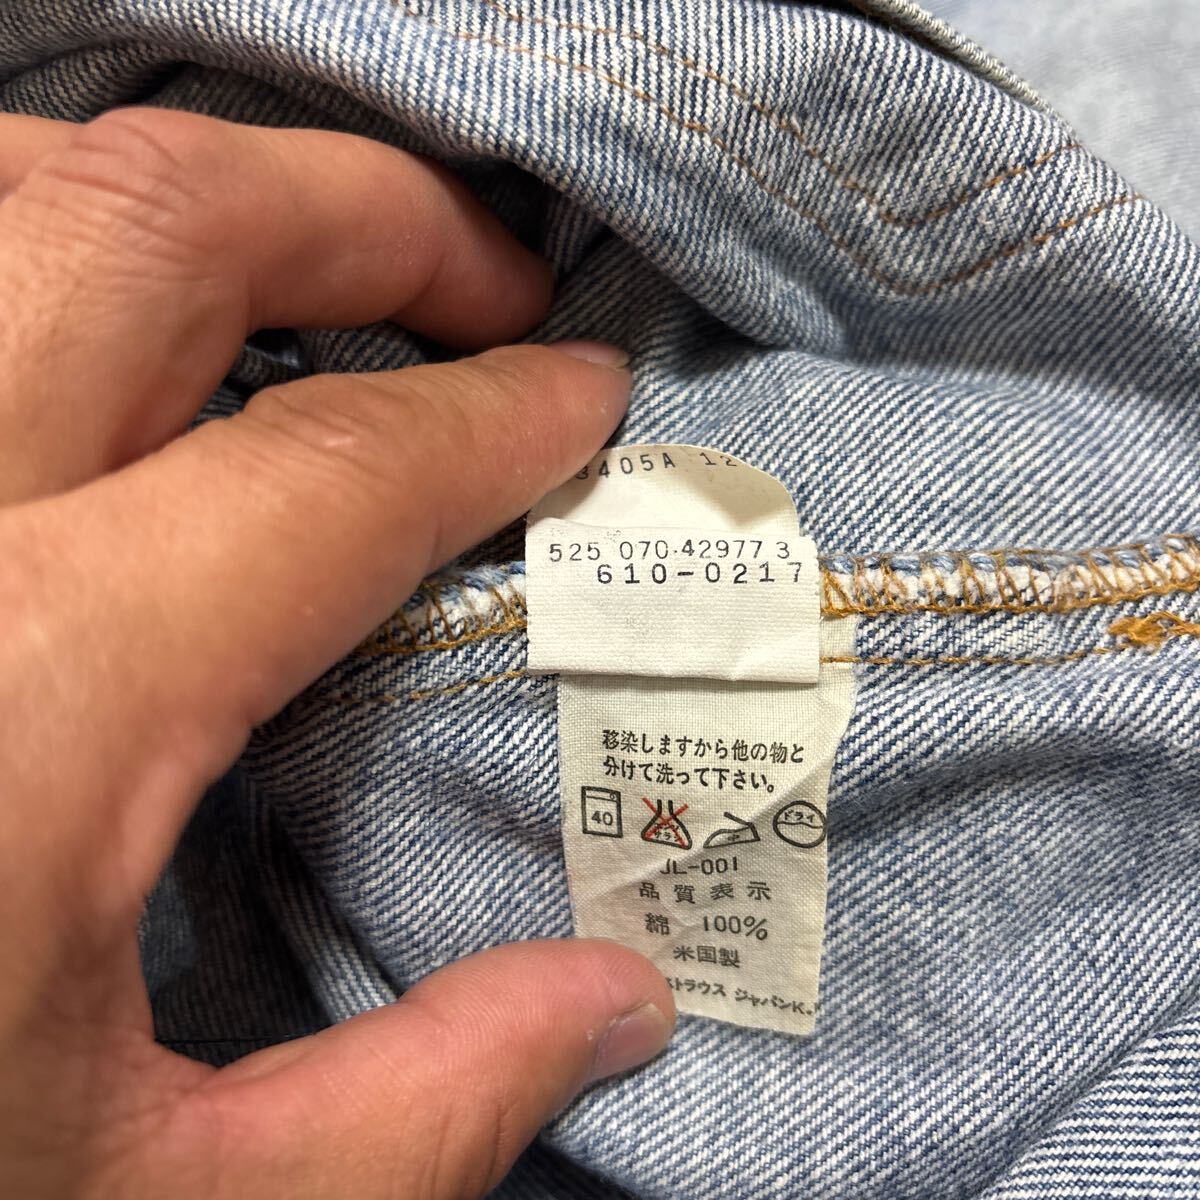 405A 12
525 070·42977 3
610-0217
移染しますから他の物と
分けて洗って下さい。
40
中
ドライ
JL-001
品質表示
綿 100%
米国製
ストラウス ジャパンK.